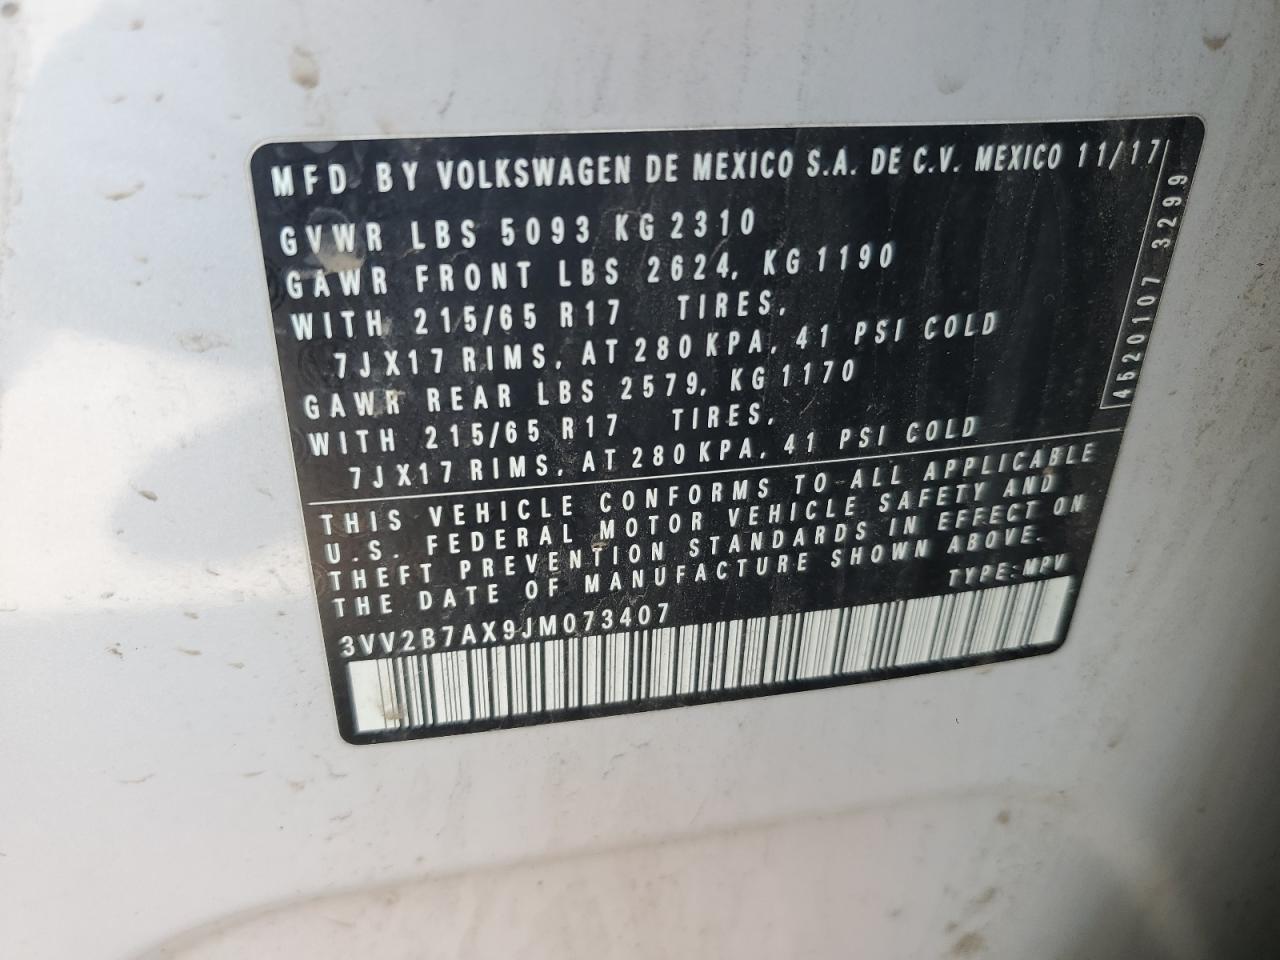 MFD BY VOLKSWAGEN DE MEXICO S.A. DE C.V. MEXICO 11/17
GVWR LBS 5093 KG 2310
GAWR FRONT LBS 2624, KG 1190
WITH 215/65 R17 TIRES,
7JX17 RIMS, AT 280 KPA, 41 PSI COLD
GAWR REAR LBS 2579, KG 1170
WITH 215/65 R17 TIRES,
7JX17 RIMS, AT 280 KPA, 41 PSI COLD
4520107 3299
THIS VEHICLE CONFORMS TO ALL APPLICABLE
U.S. FEDERAL MOTOR VEHICLE SAFETY AND
THEFT PREVENTION STANDARDS IN EFFECT ON
THE DATE OF MANUFACTURE SHOWN ABOVE.
TYPE: MPV
3VV2B7AX9JM073407